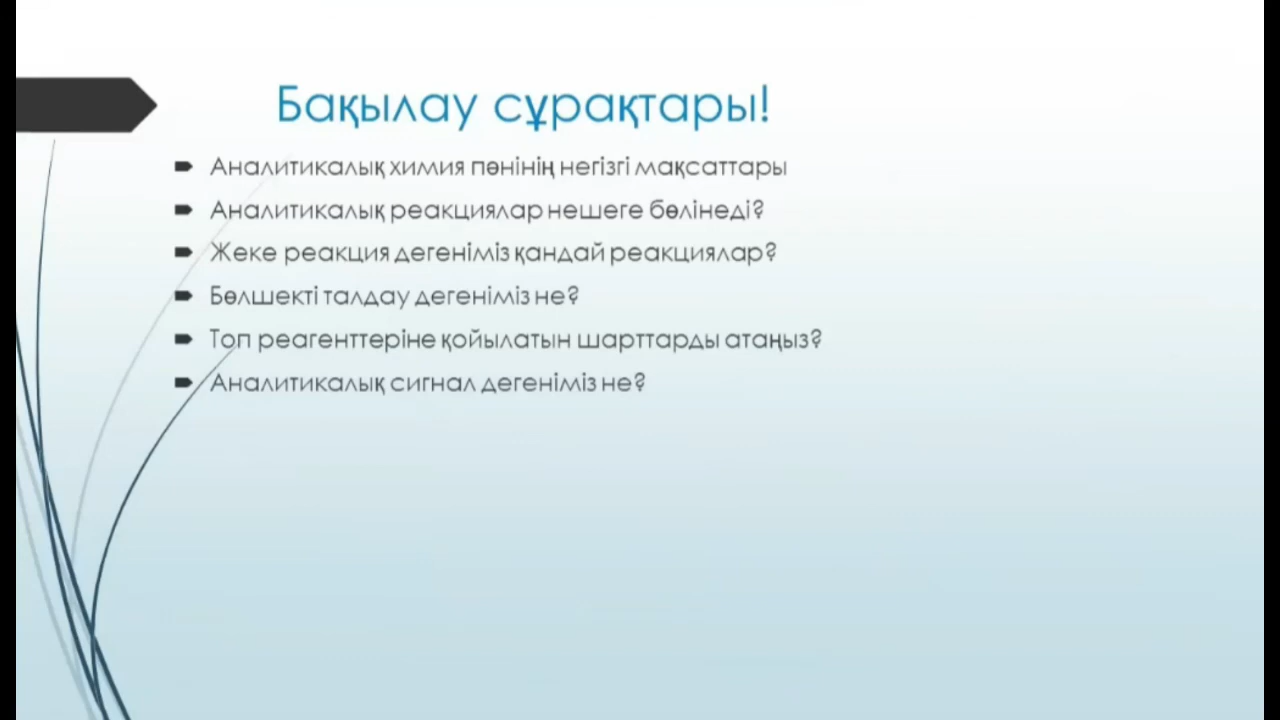 Бақылау сұрақтары!
Аналитикалық химия пәнінің негізгі мақсаттары
Аналитикалық реакциялар нешеге бөлінеді?
Жеке реакция дегеніміз қандай реакциялар?
Бөлшекті талдау дегеніміз не?
Топ реагенттеріне қойылатын шарттарды атаңыз?
Аналитикалық сигнал дегеніміз не?